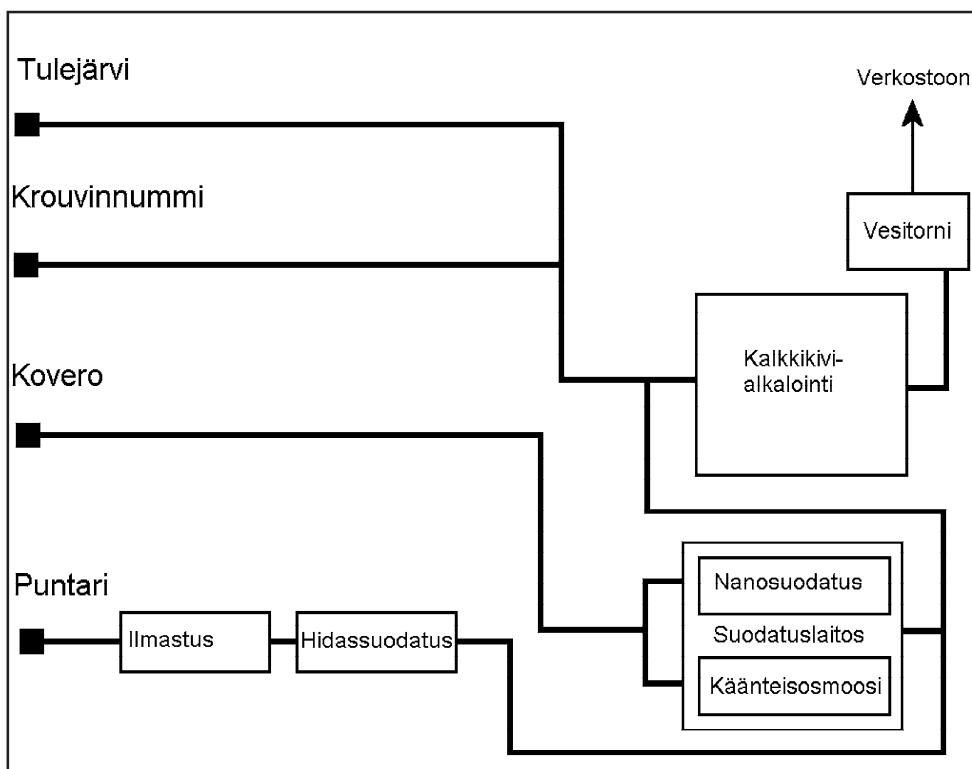 Tulejärvi
Verkostoon
Krouvinnummi
Vesitorni
Kalkkikivi-
alkalointi
Kovero
Puntari
Ilmastus
Hidassuodatus
Nanosuodatus
Suodatuslaitos
Käänteisosmoosi